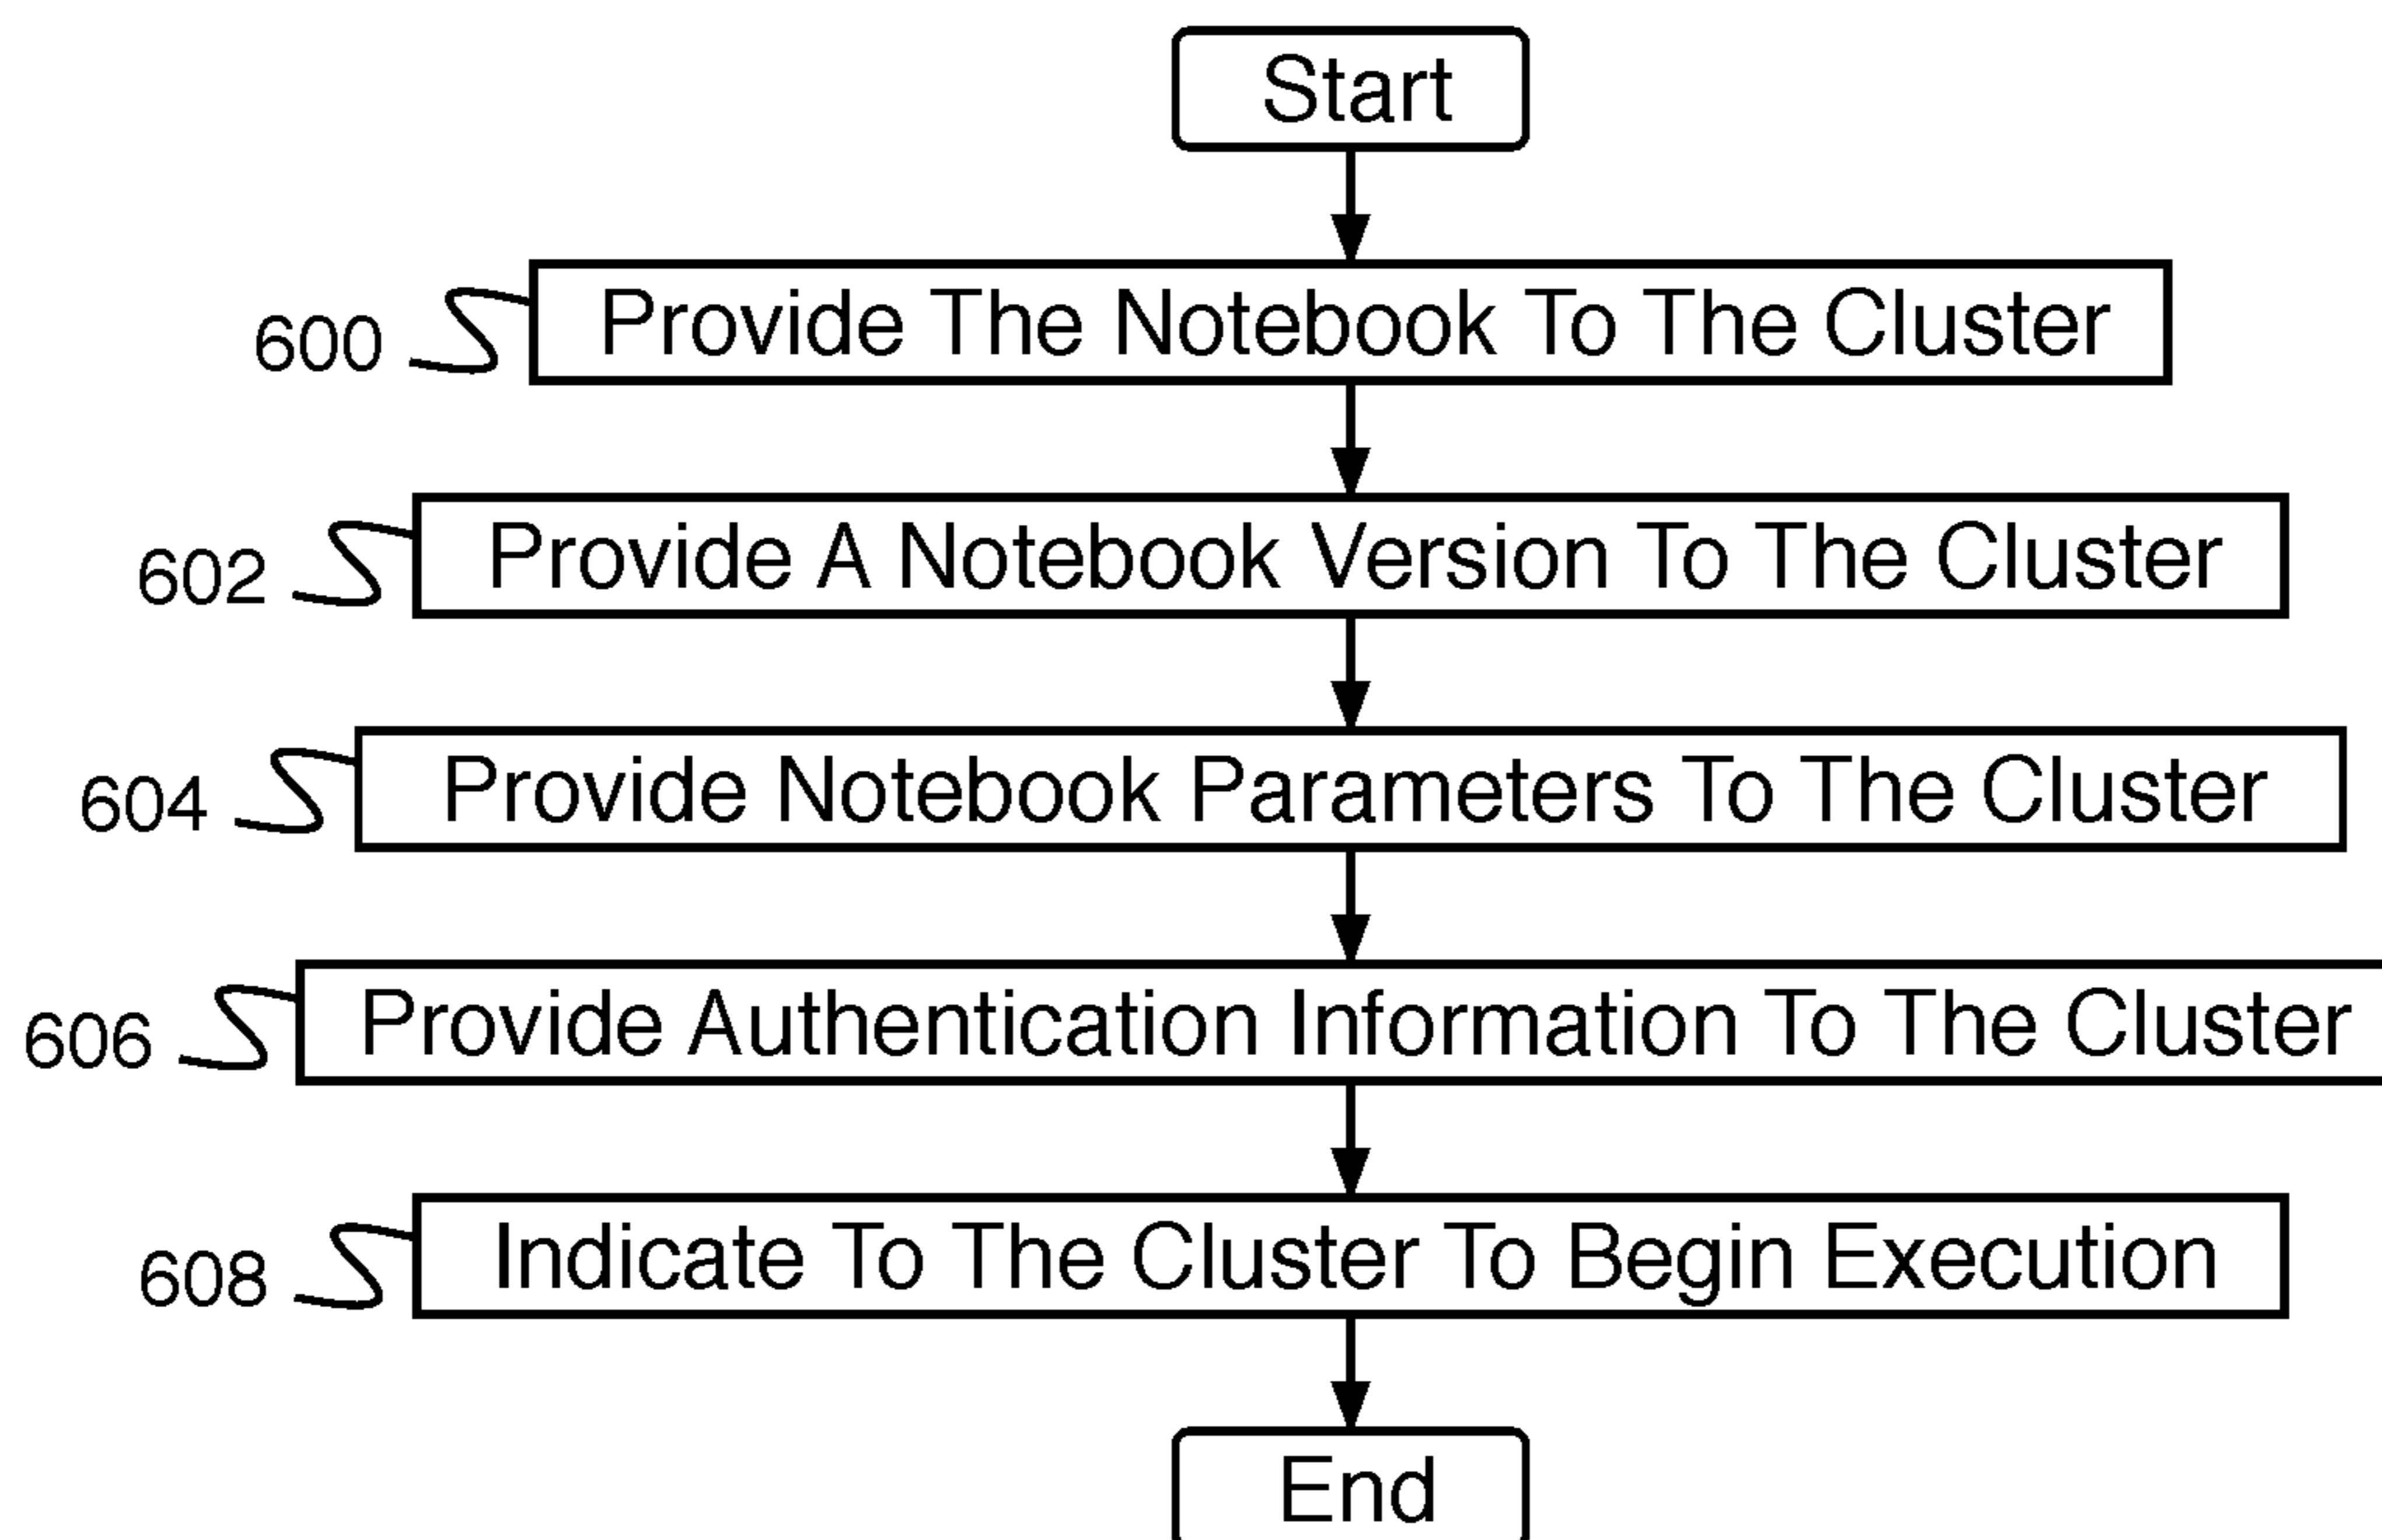 Start
600 Provide The Notebook To The Cluster
602 Provide A Notebook Version To The Cluster
604 Provide Notebook Parameters To The Cluster
606 Provide Authentication Information To The Cluster
608 Indicate To The Cluster To Begin Execution
End